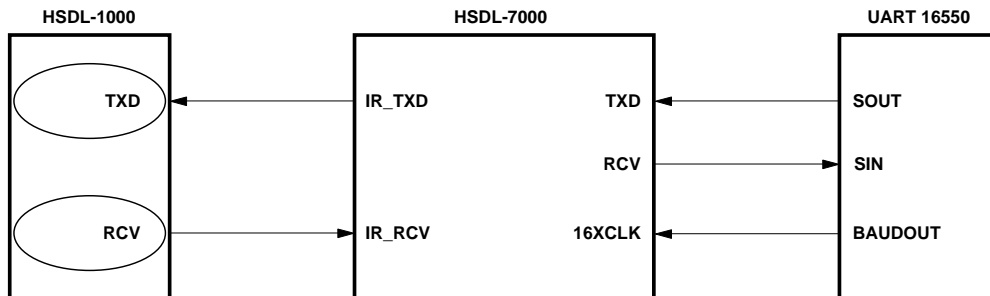 HSDL-1000 HSDL-7000 UART 16550
TXD IR_TXD TXD SOUT
RCV SIN
RCV IR_RCV 16XCLK BAUDOUT